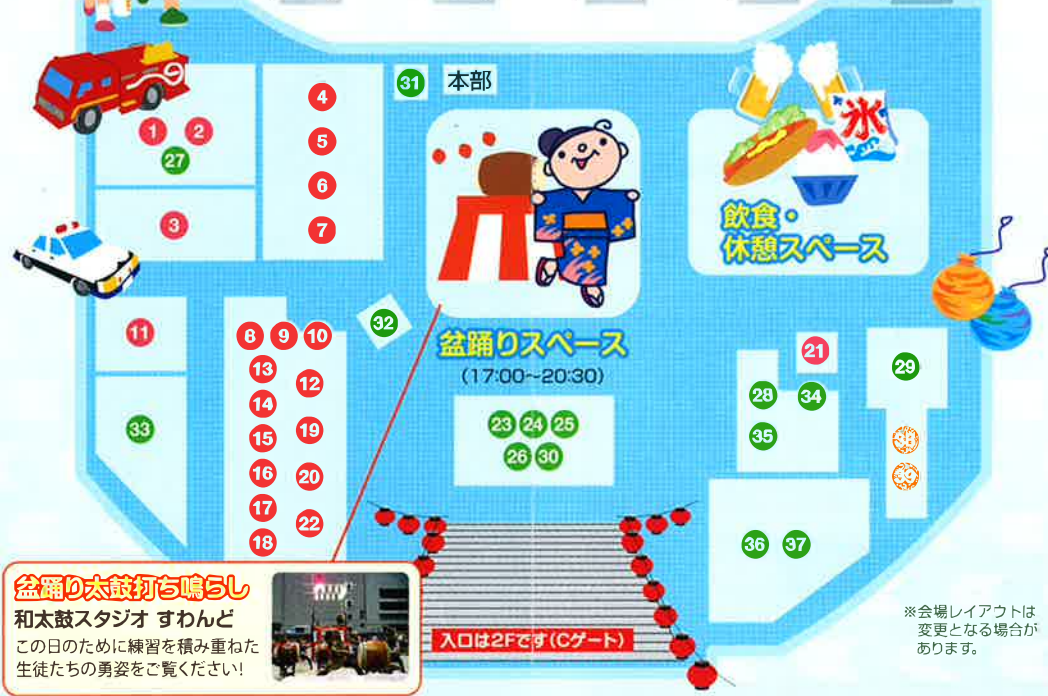 31 本部
4
1 2
5
27
6
3
7
氷
飲食・
休憩スペース
11
8 9 10
32
盆踊りスペース
(17:00~20:30)
13
12
14
15
19
16
20
17
22
18
33
23 24 25
26 30
21
29
28 34
35
38
39
36 37
盆踊り太鼓打ち鳴らし
和太鼓スタジオ すわんど
この日のために練習を積み重ねた
生徒たちの勇姿をご覧ください!
入口は2Fです(Cゲート)
※会場レイアウトは
変更となる場合が
あります。